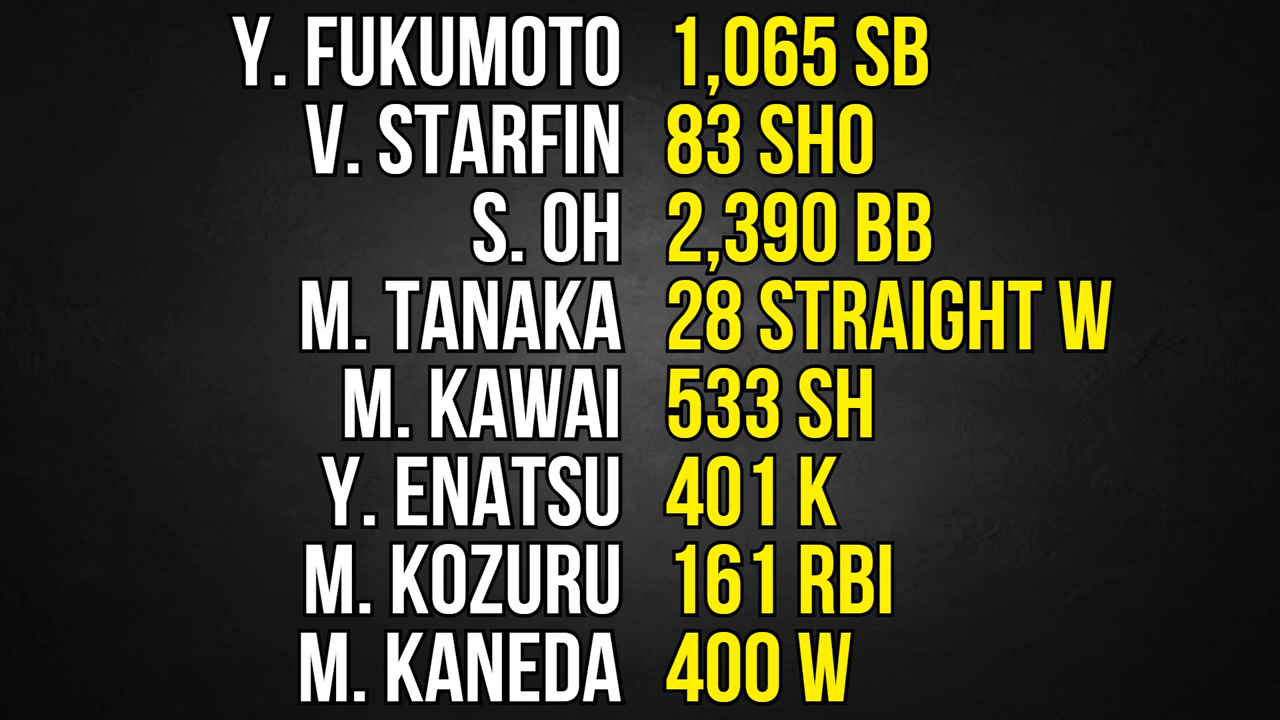 Y. FUKUMOTO 1,065 SB
V. STARFIN 83 SHO
S. OH 2,390 BB
M. TANAKA 28 STRAIGHT W
M. KAWAI 533 SH
Y. ENATSU 401 K
M. KOZURU 161 RBI
M. KANEDA 400 W